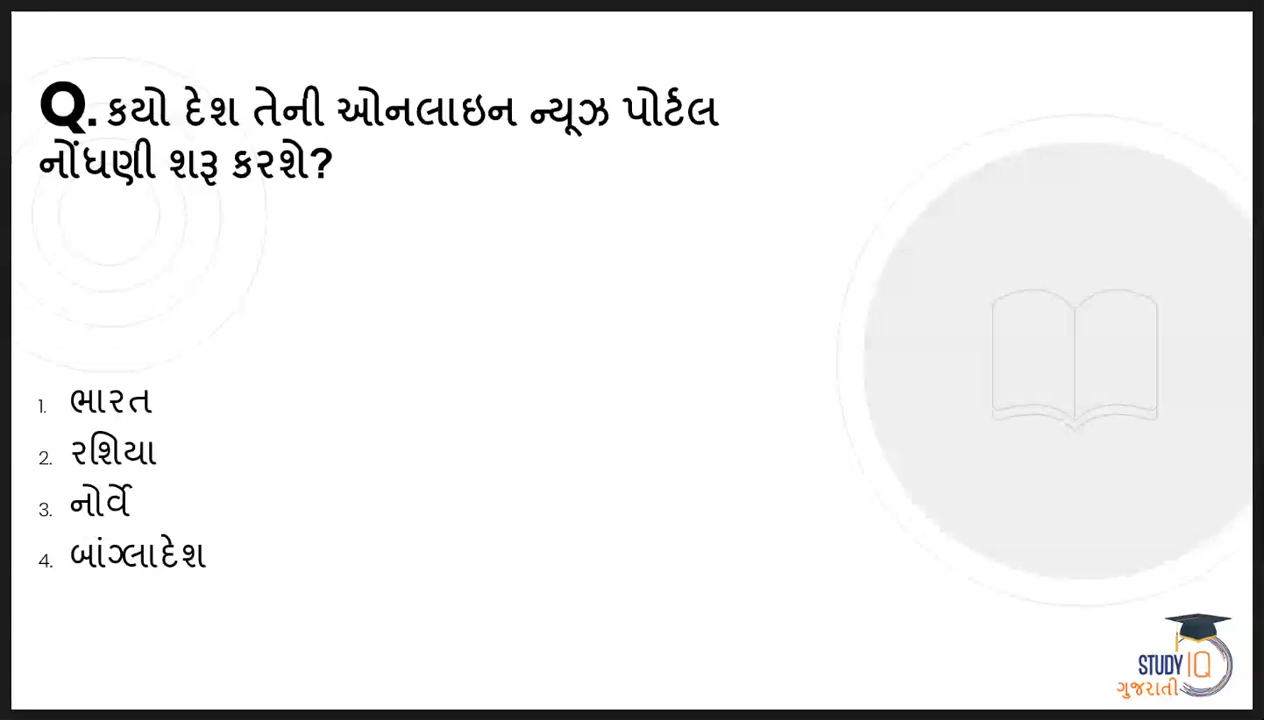 Q. કયો દેશ તેની ઓનલાઇન ન્યૂઝ પોર્ટલ
નોંધણી શરૂ કરશે?
1. ભારત
2. રશિયા
3. નોર્વે
4. બાંગ્લાદેશ
STUDY IQ
ગુજરાતી